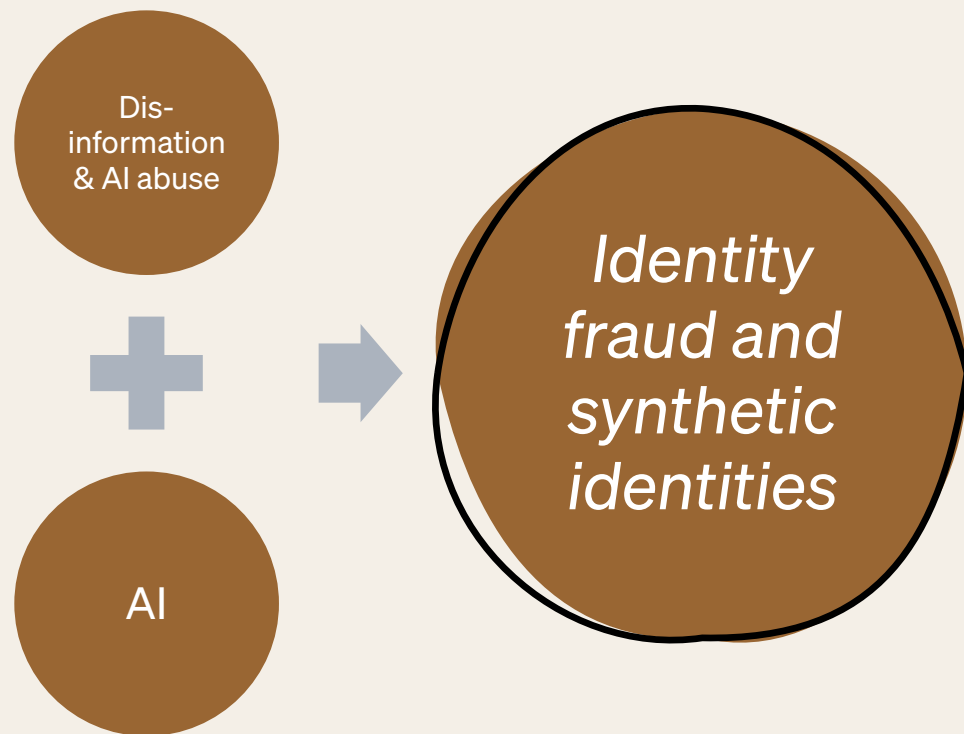 Dis-
information
& AI abuse
AI
Identity
fraud and
synthetic
identities